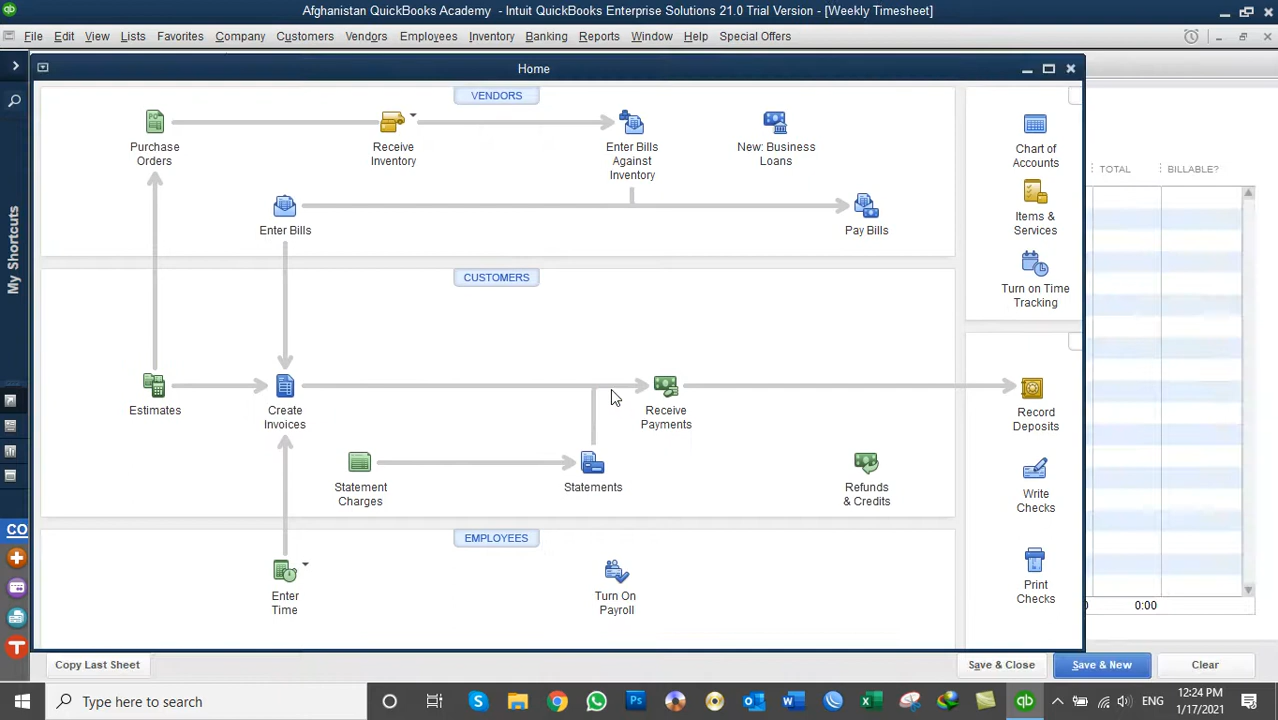 Afghanistan QuickBooks Academy - Intuit QuickBooks Enterprise Solutions 21.0 Trial Version - [Weekly Timesheet]
File Edit View Lists Favorites Company Customers Vendors Employees Inventory Banking Reports Window Help Special Offers
Home
VENDORS
Purchase
Orders
Receive
Inventory
Enter Bills
Against
Inventory
New: Business
Loans
Enter Bills
Pay Bills
CUSTOMERS
Estimates
Create
Invoices
Receive
Payments
Statement
Charges
Statements
Refunds
& Credits
EMPLOYEES
Enter
Time
Turn On
Payroll
Chart of
Accounts
Items &
Services
Turn on Time
Tracking
Record
Deposits
Write
Checks
Print
Checks
My Shortcuts
CO
TOTAL BILLABLE?
0 0:00
Copy Last Sheet Save & Close Save & New Clear
Type here to search
ENG
12:24 PM
1/17/2021